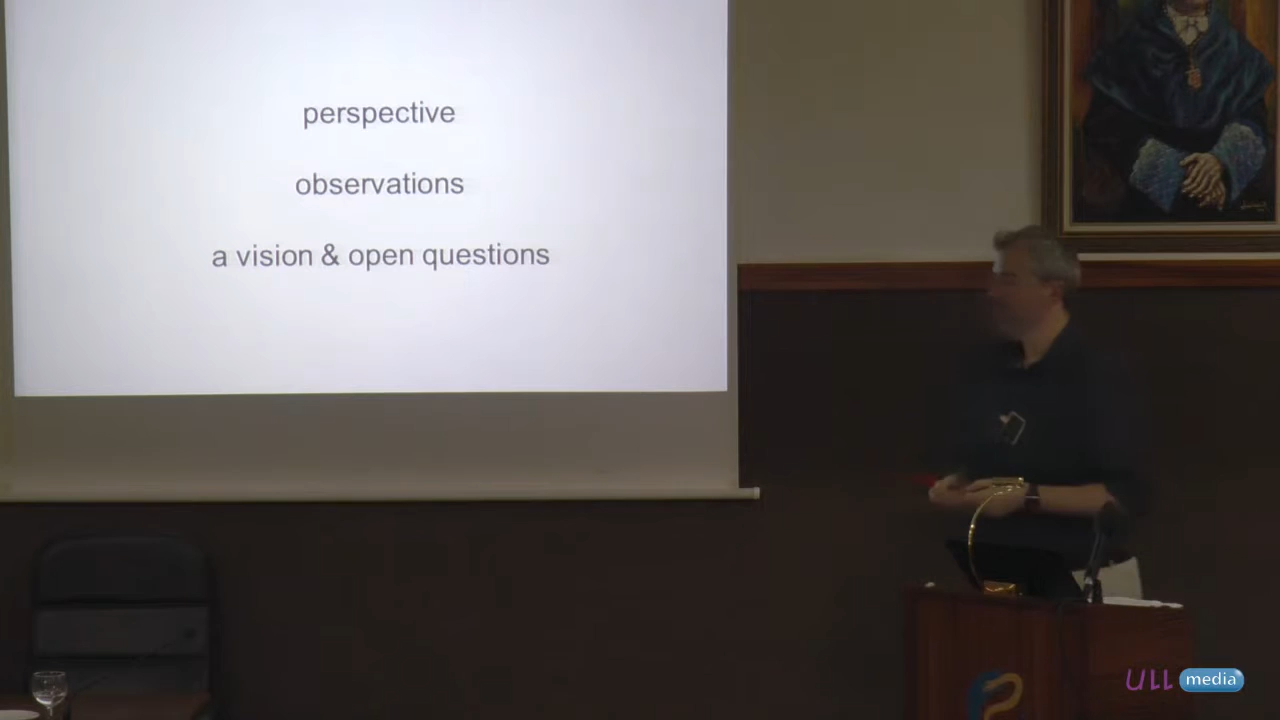 perspective
observations
a vision & open questions
ULL media